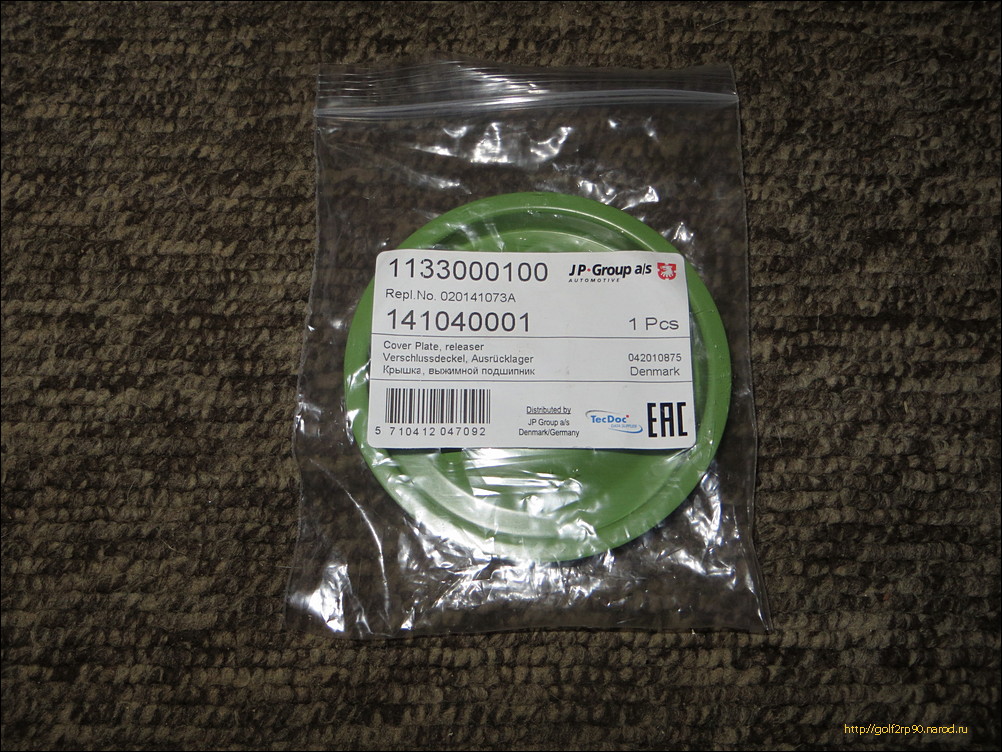 1133000100
JP·Group a/s
AUTOMOTIVE
Repl.No. 020141073A
141040001
1 Pcs
Cover Plate, releaser
Verschlussdeckel, Ausrücklager
042010875
Крышка, выжимной подшипник
Denmark
5 710412 047092
Distributed by
JP Group a/s
Denmark/Germany
TecDoc
EAC
http://golf2rp90.narod.ru